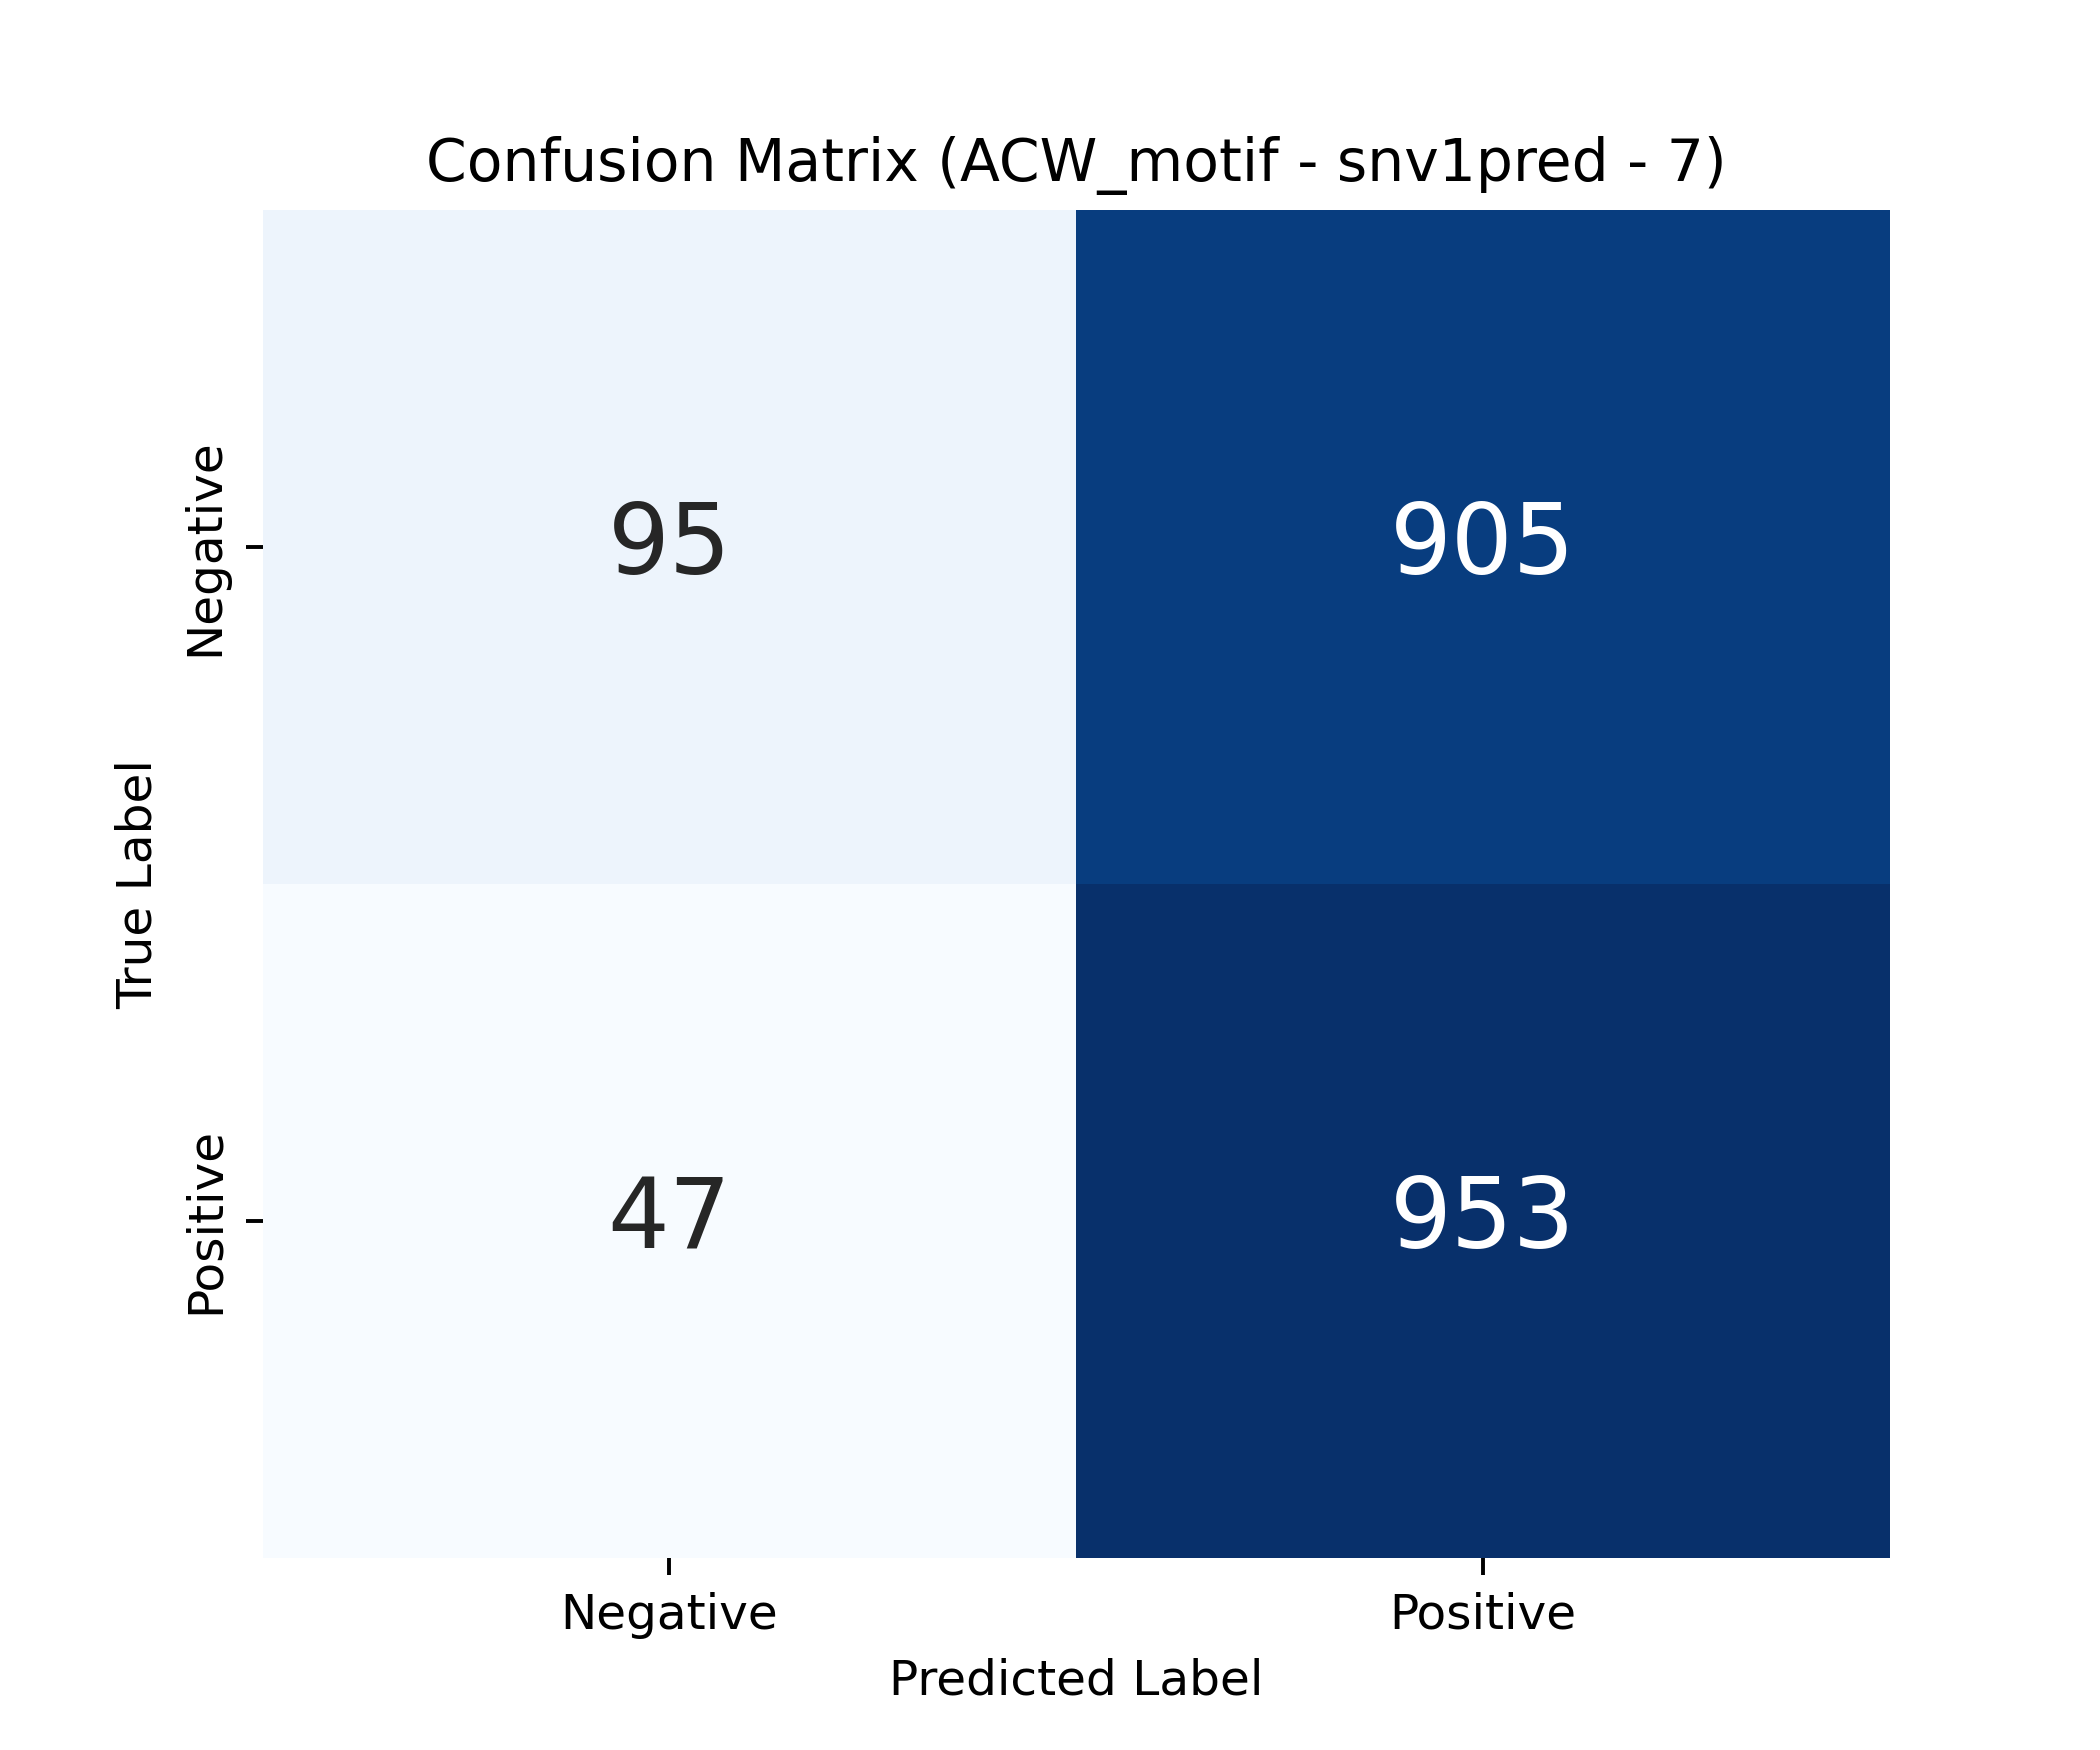 Confusion Matrix (ACW_motif - snv1pred - 7)
True Label
Negative
95 905
Positive
47 953
Negative Positive
Predicted Label